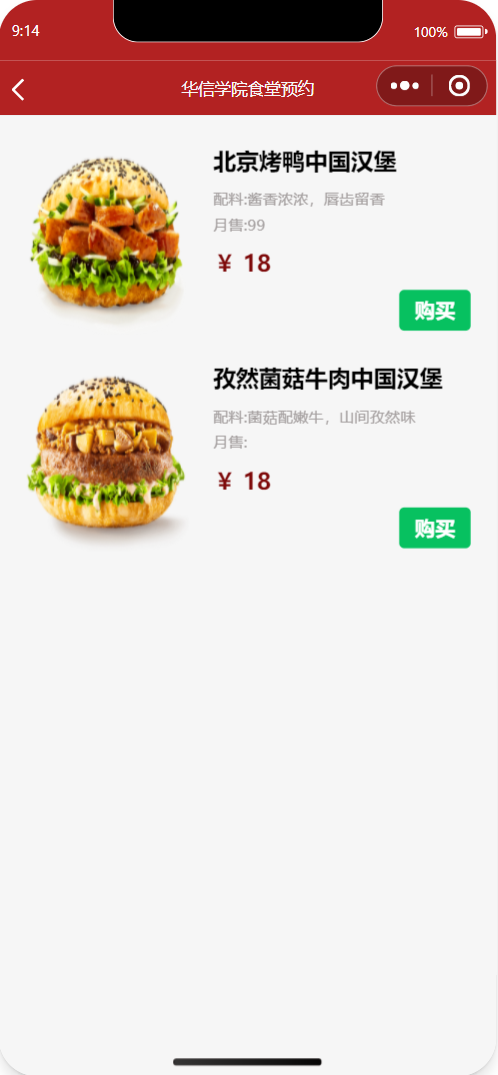 9:14
100%
华信学院食堂预约
北京烤鸭中国汉堡
配料:酱香浓浓，唇齿留香
月售:99
￥ 18
购买
孜然菌菇牛肉中国汉堡
配料:菌菇配嫩牛，山间孜然味
月售:
￥ 18
购买